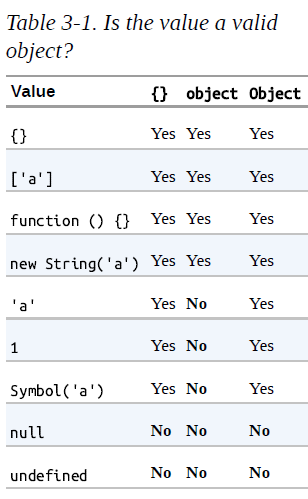 Table 3-1. Is the value a valid
object?
Value {} object Object
{} Yes Yes Yes
['a'] Yes Yes Yes
function () {} Yes Yes Yes
new String('a') Yes Yes Yes
'a' Yes No Yes
1 Yes No Yes
Symbol('a') Yes No Yes
null No No No
undefined No No No